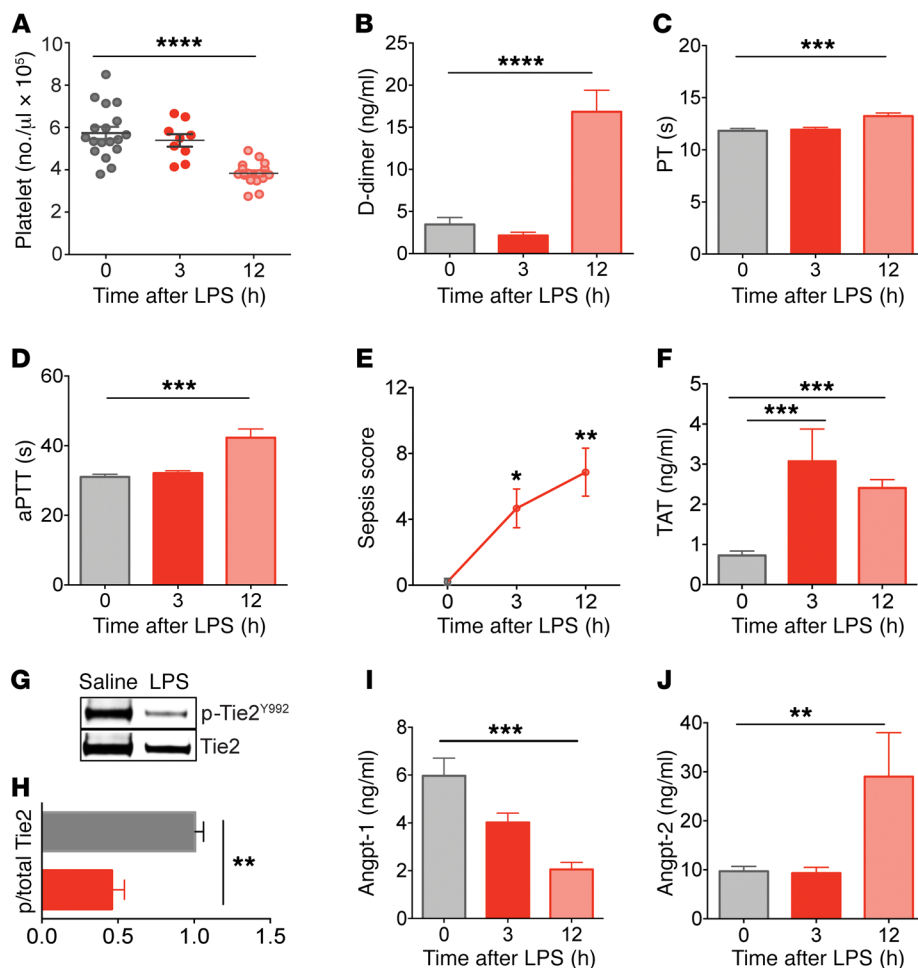 A
Platelet (no./μl × 10⁵)
10
8
6
4
2
0
****
0 3 12
Time after LPS (h)
B
D-dimer (ng/ml)
25
20
15
10
5
0
****
0 3 12
Time after LPS (h)
C
PT (s)
20
15
10
5
0
***
0 3 12
Time after LPS (h)
D
aPTT (s)
60
40
20
0
***
0 3 12
Time after LPS (h)
E
Sepsis score
12
8
4
0
*
**
0 3 12
Time after LPS (h)
F
TAT (ng/ml)
5
4
3
2
1
0
***
***
0 3 12
Time after LPS (h)
G
Saline LPS
p-Tie2ʸ⁹⁹²
Tie2
H
p/total Tie2
**
0.0 0.5 1.0 1.5
I
Angpt-1 (ng/ml)
8
6
4
2
0
***
0 3 12
Time after LPS (h)
J
Angpt-2 (ng/ml)
40
30
20
10
0
**
0 3 12
Time after LPS (h)